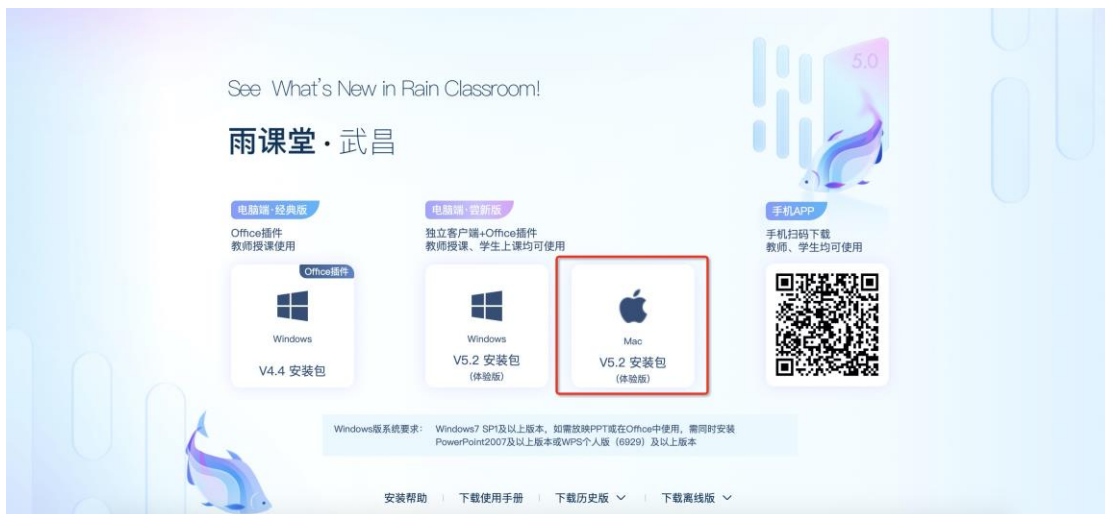 5.0
See What's New in Rain Classroom!
雨课堂·武昌
电脑端·经典版
Office插件
教师授课使用
Office插件
Windows
V4.4 安装包
电脑端·尝新版
独立客户端+Office插件
教师授课、学生上课均可使用
Windows
V5.2 安装包
(体验版)
Mac
V5.2 安装包
(体验版)
手机APP
手机扫码下载
教师、学生均可使用
Windows版系统要求： Windows7 SP1及以上版本，如需放映PPT或在Office中使用，需同时安装
PowerPoint2007及以上版本或WPS个人版（6929）及以上版本
安装帮助 | 下载使用手册 | 下载历史版 | 下载离线版